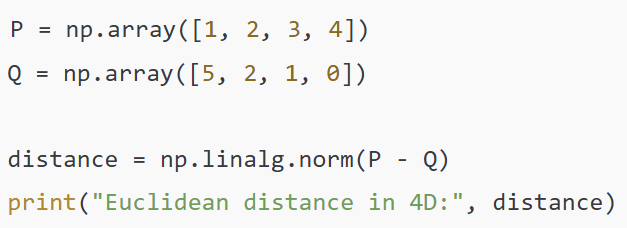 P = np.array([1, 2, 3, 4])
Q = np.array([5, 2, 1, 0])
distance = np.linalg.norm(P - Q)
print("Euclidean distance in 4D:", distance)